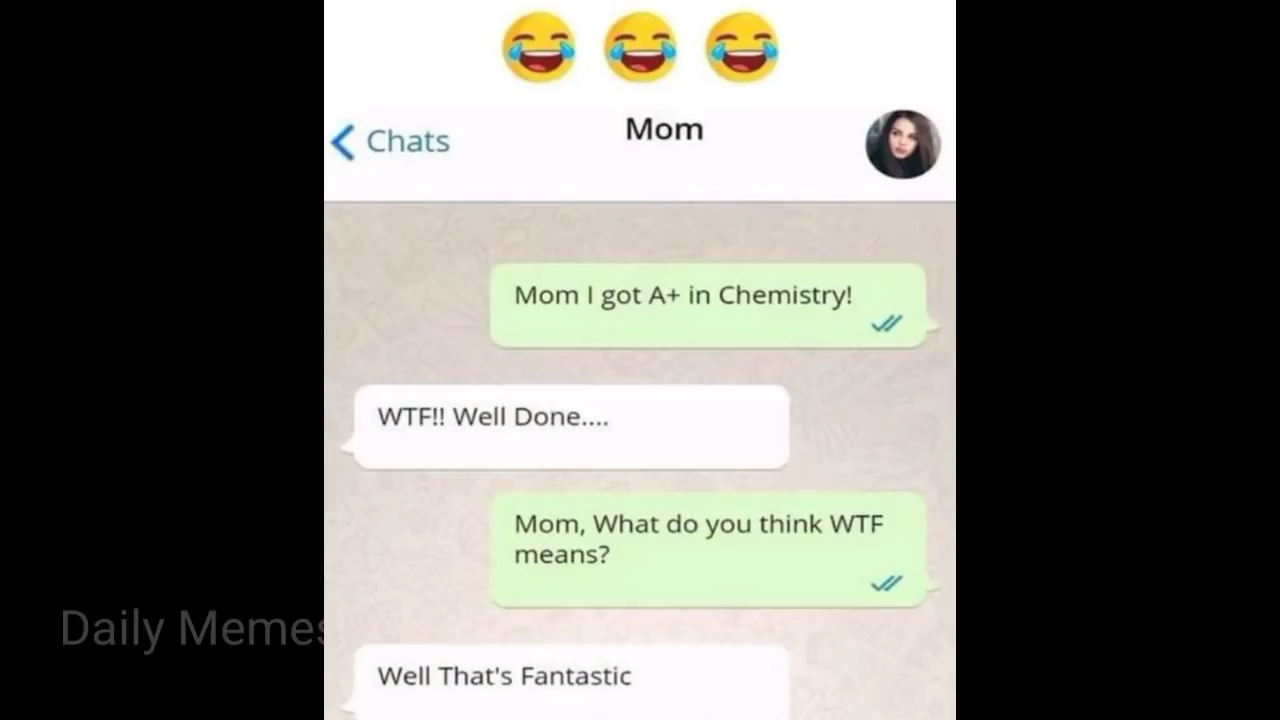 Chats
Mom
Mom I got A+ in Chemistry!
WTF!! Well Done....
Mom, What do you think WTF
means?
Well That's Fantastic
Daily Memes